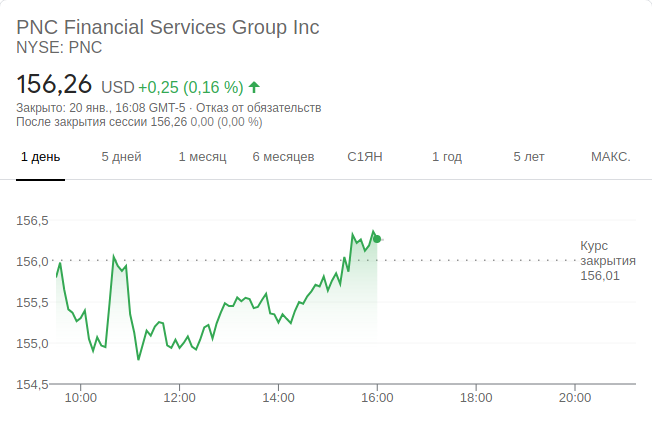 PNC Financial Services Group Inc
NYSE: PNC
156,26 USD +0,25 (0,16 %)
Закрыто: 20 янв., 16:08 GMT-5 · Отказ от обязательств
После закрытия сессии 156,26 0,00 (0,00 %)
1 день 5 дней 1 месяц 6 месяцев С1ЯН 1 год 5 лет МАКС.
156,5
156,0
155,5
155,0
154,5
Курс
закрытия
156,01
10:00 12:00 14:00 16:00 18:00 20:00